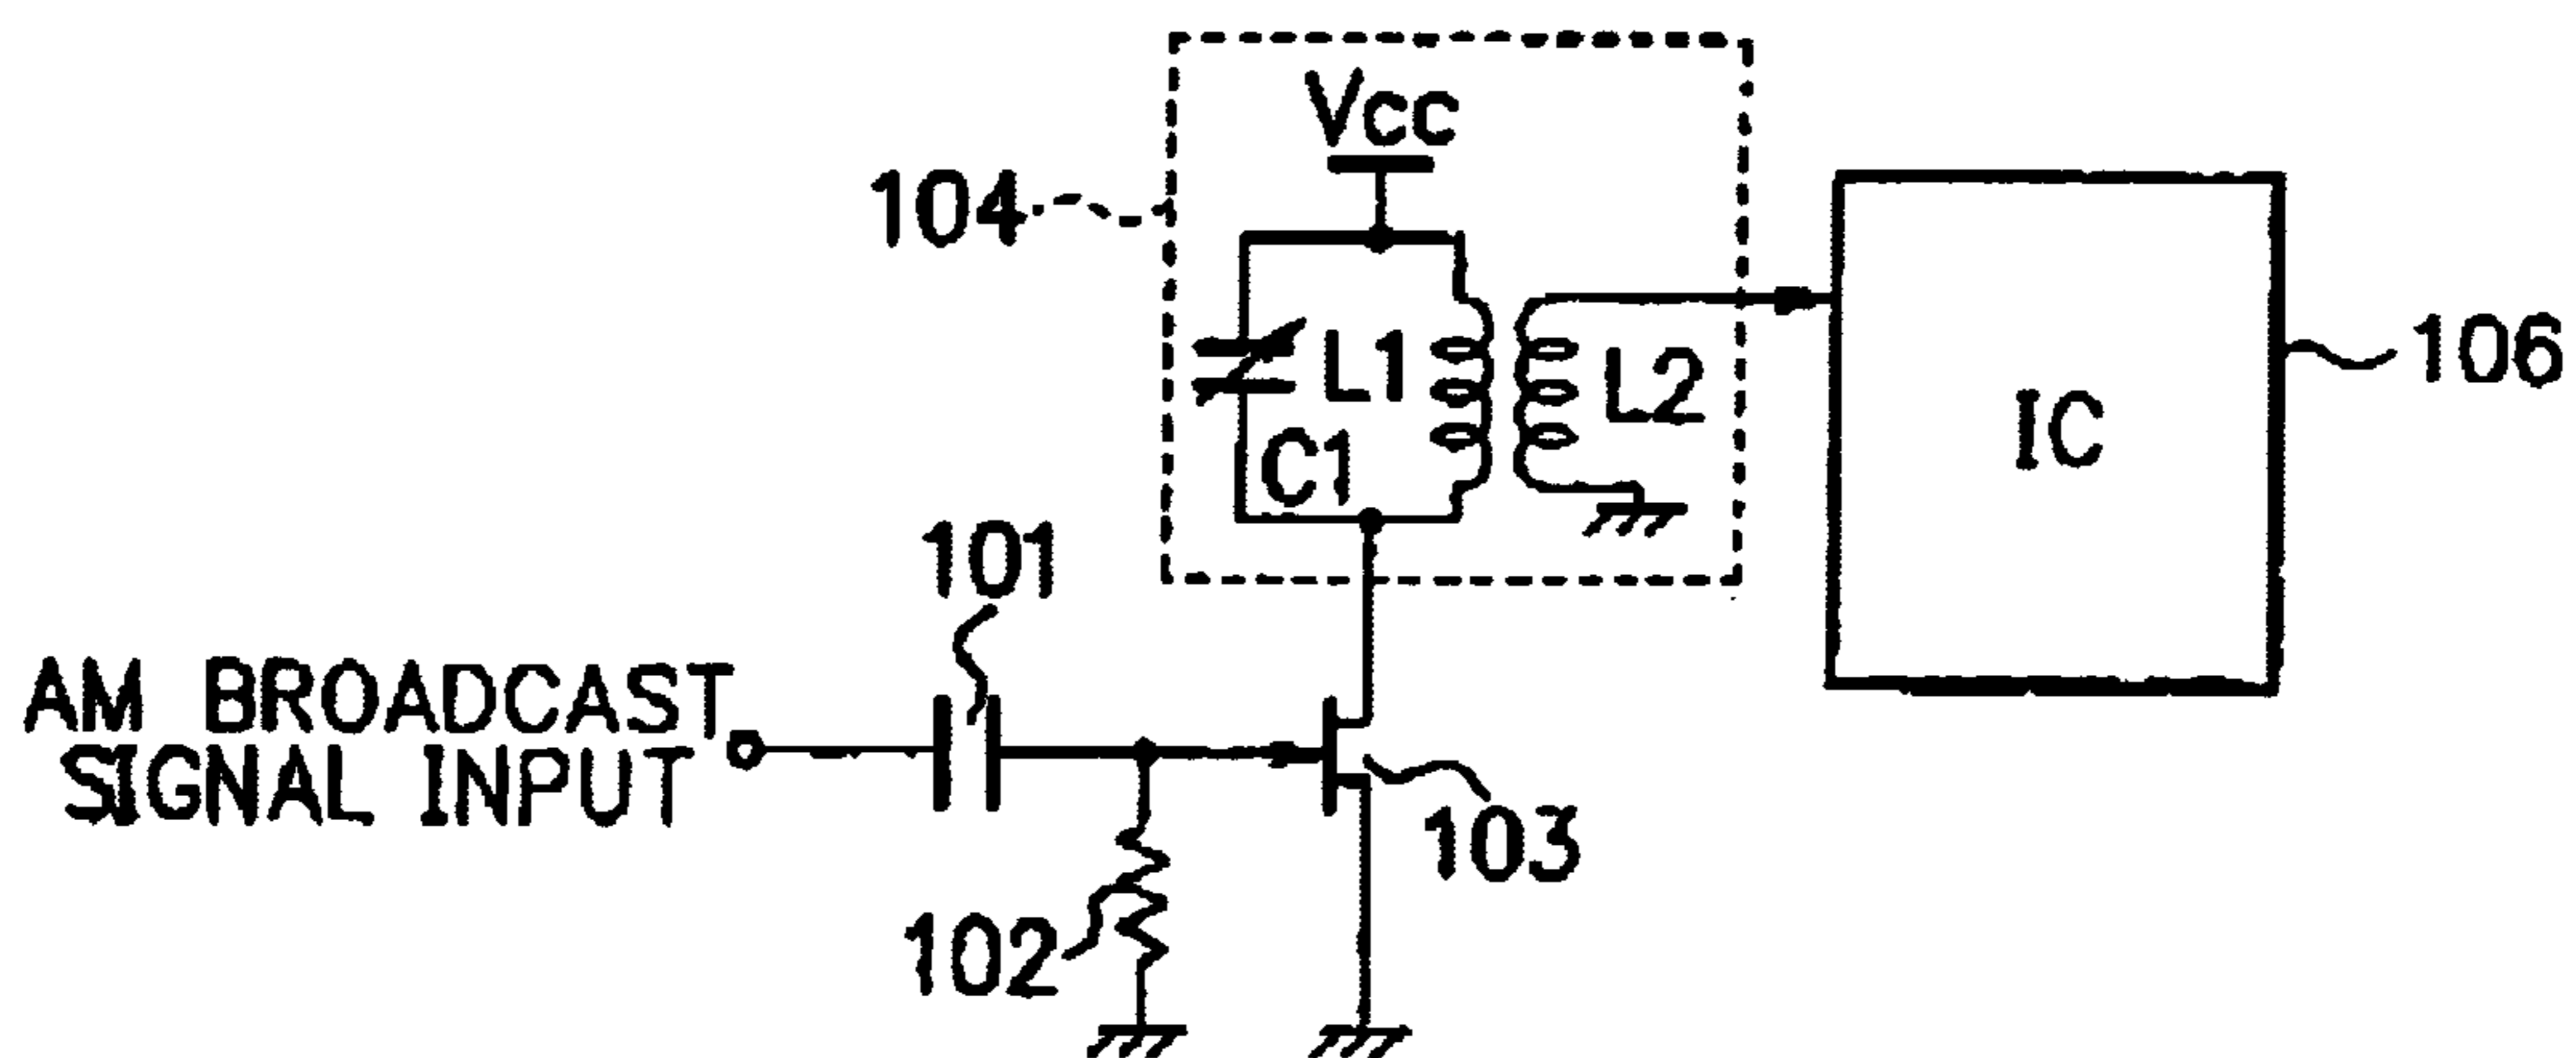 Vcc
104
L1
L2
C1
106
IC
101
AM BROADCAST
SIGNAL INPUT
103
102